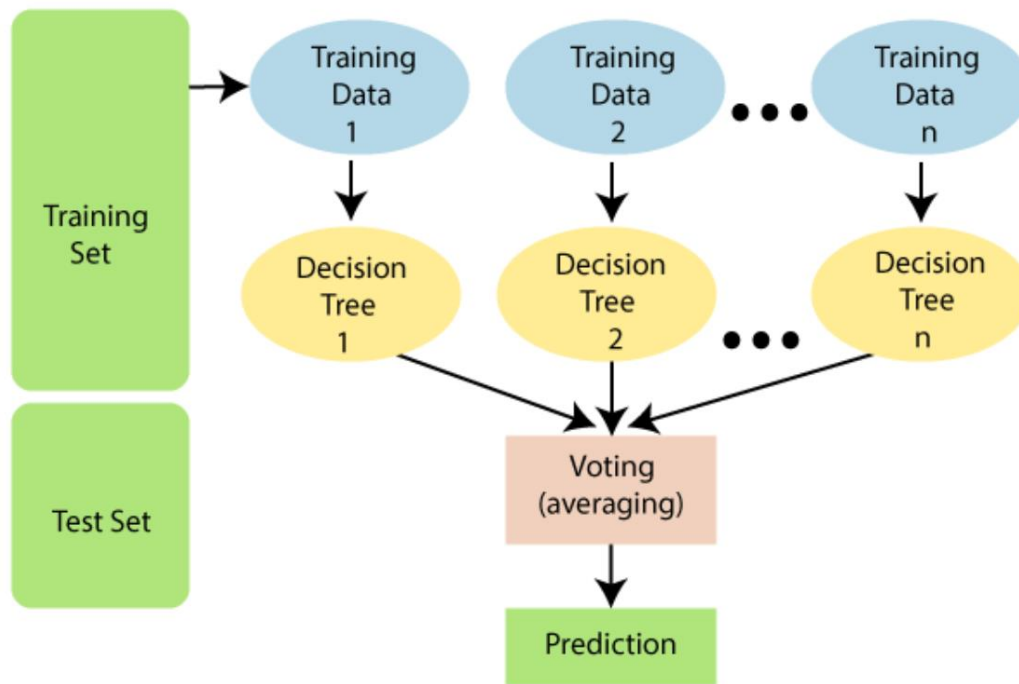 Training
Set
Test Set
Training
Data
1
Training
Data
2
Training
Data
n
Decision
Tree
1
Decision
Tree
2
Decision
Tree
n
Voting
(averaging)
Prediction